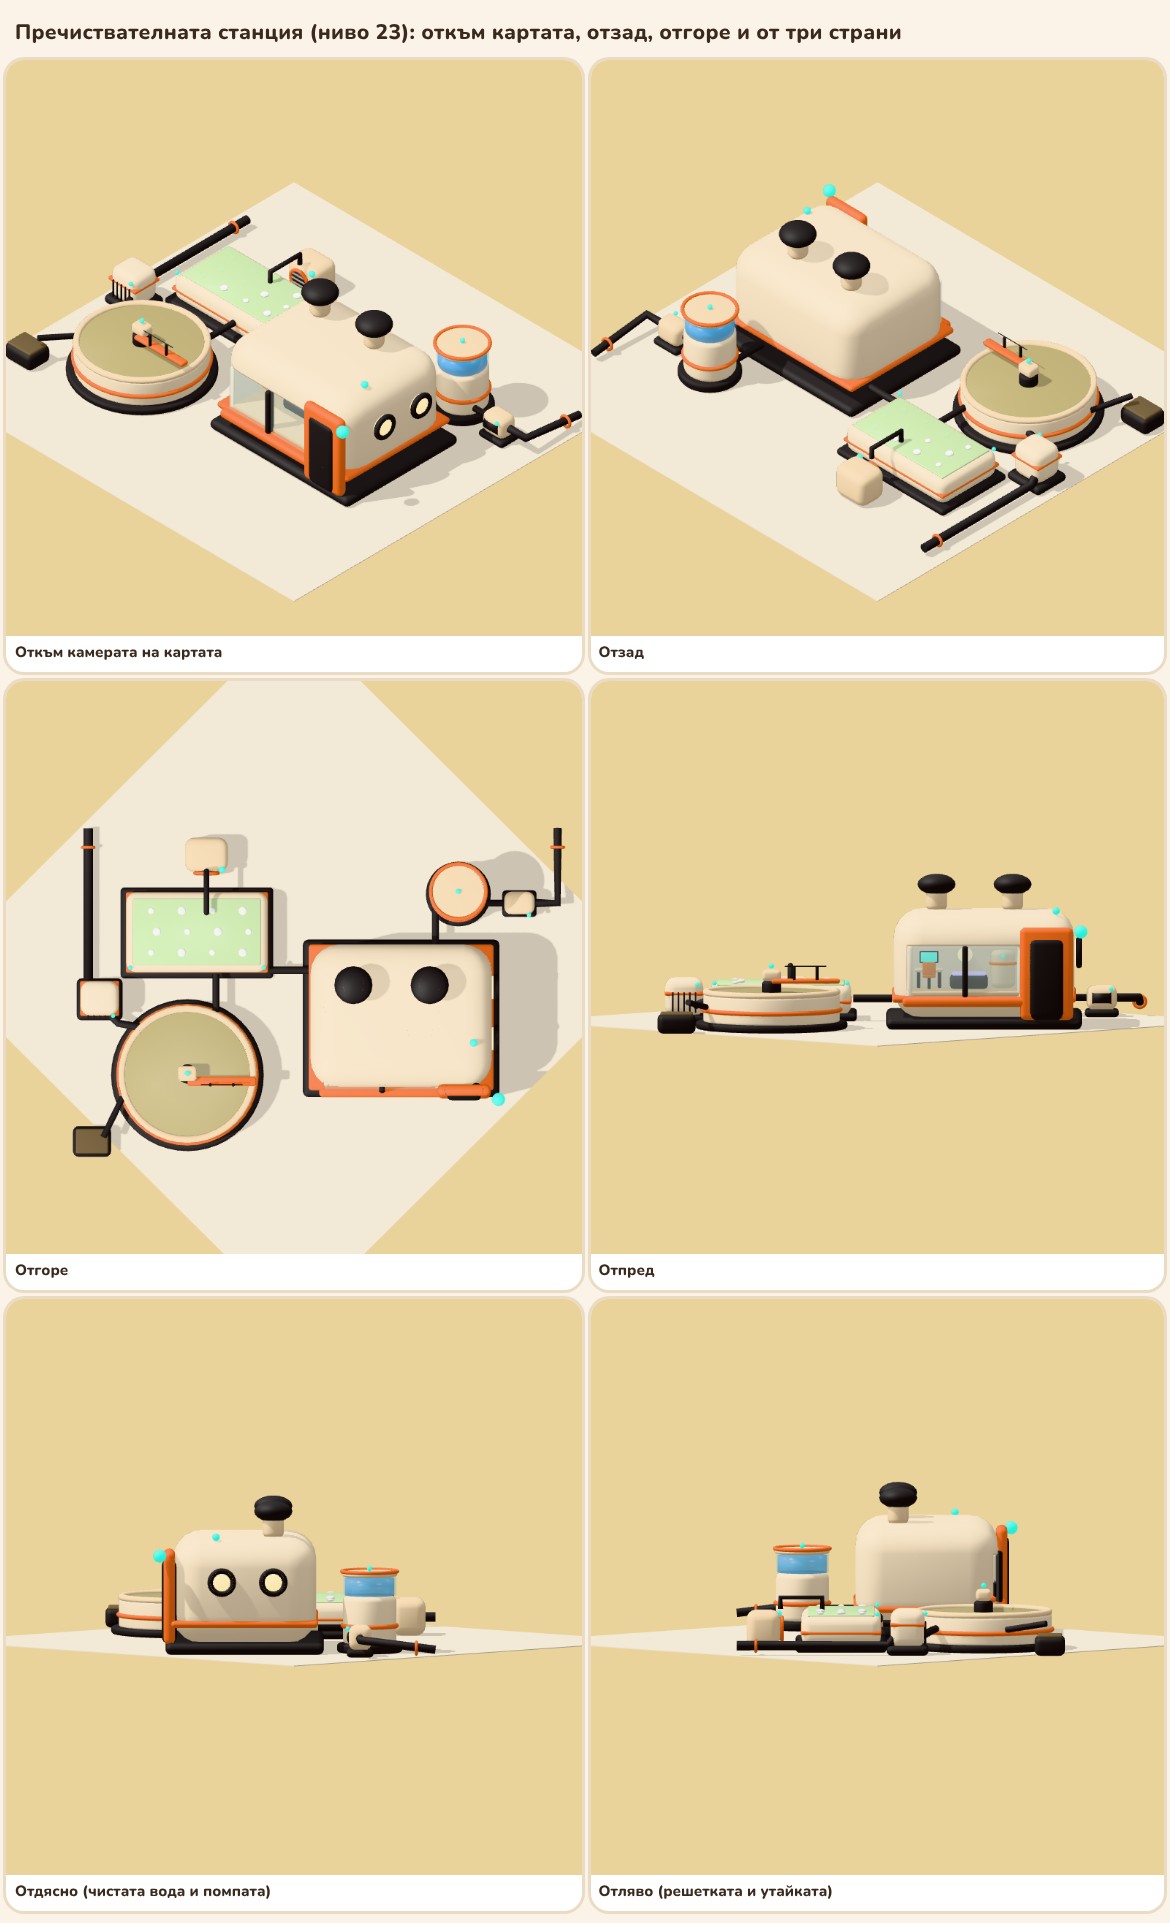 Пречиствателната станция (ниво 23): откъм картата, отзад, отгоре и от три страни
Откъм камерата на картата
Отзад
Отгоре
Отпред
Отдясно (чистата вода и помпата)
Отляво (решетката и утайката)